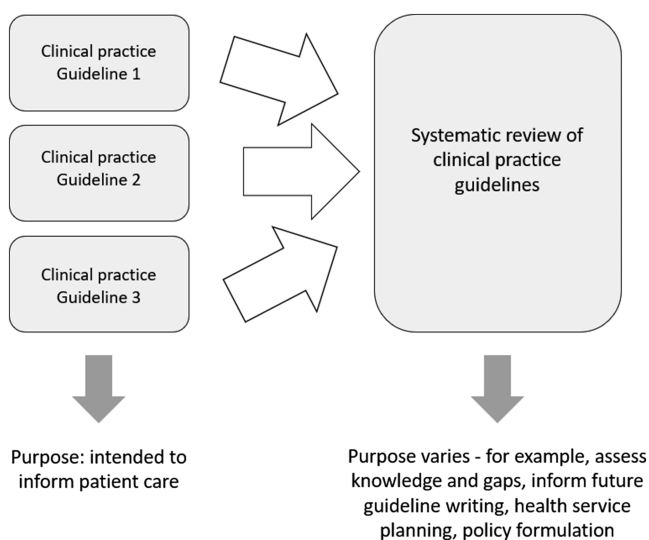 Clinical practice
Guideline 1
Clinical practice
Guideline 2
Clinical practice
Guideline 3
Systematic review of
clinical practice
guidelines
Purpose: intended to
inform patient care
Purpose varies - for example, assess
knowledge and gaps, inform future
guideline writing, health service
planning, policy formulation